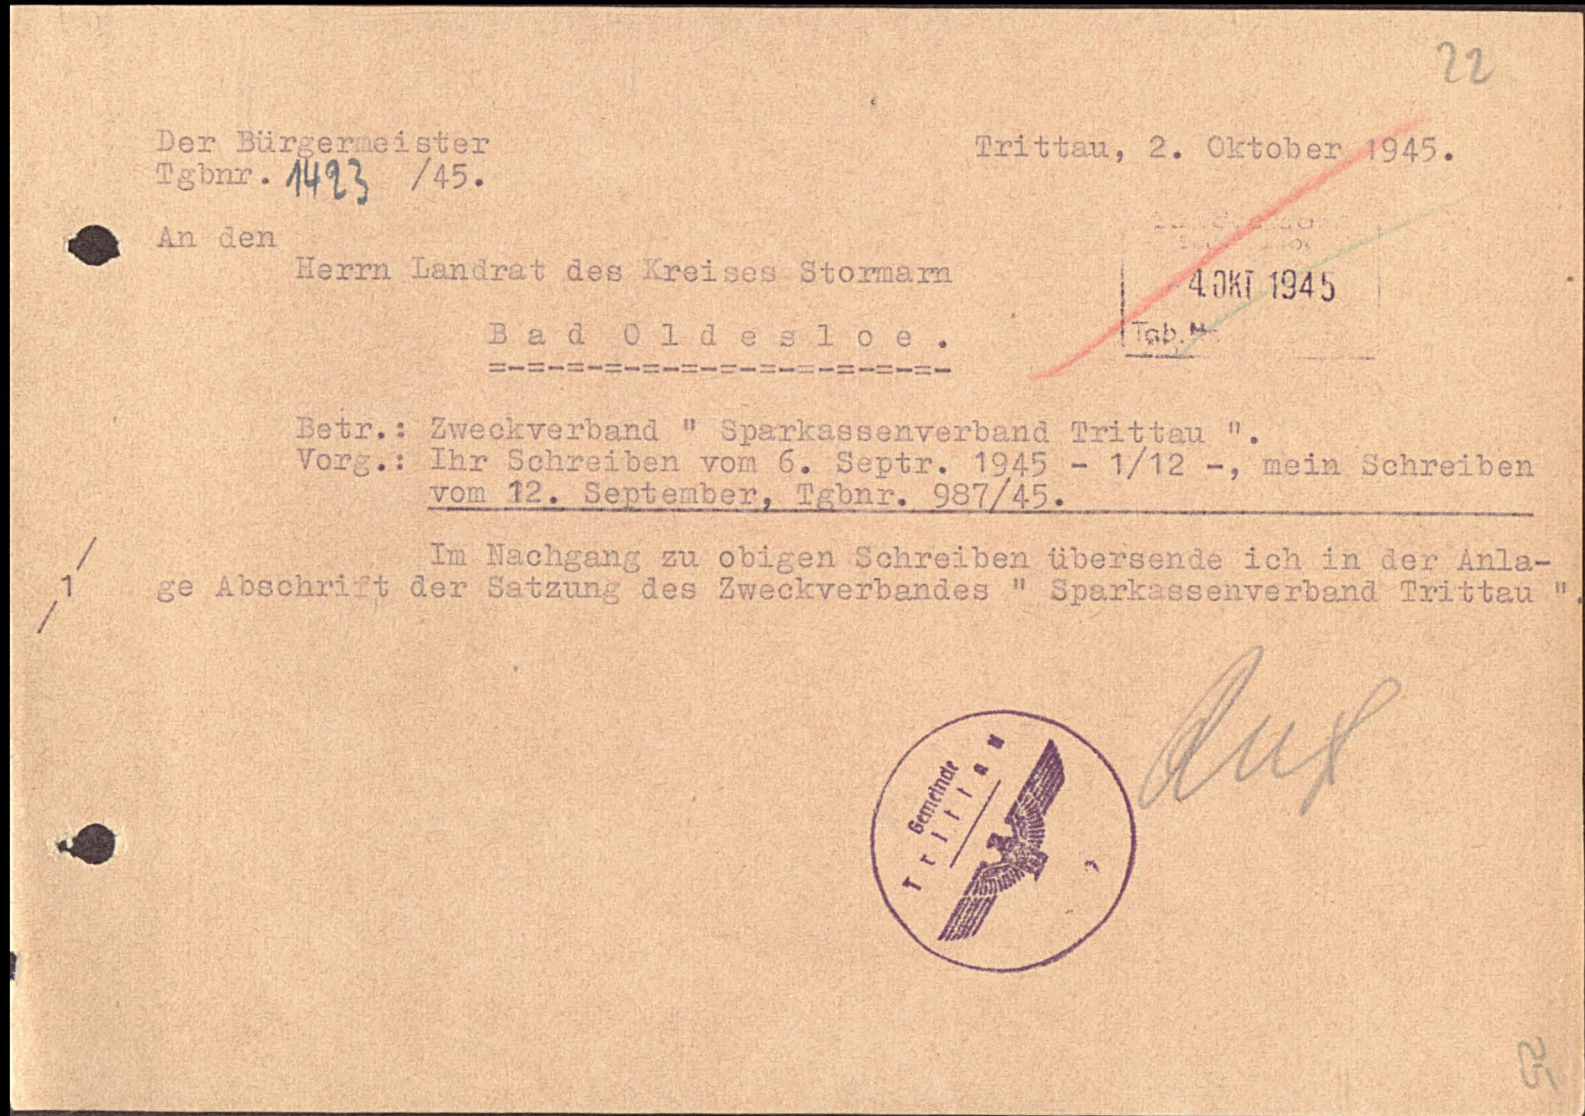 22
Der Bürgermeister
Tgbnr. 1423 /45.
Trittau, 2. Oktober 1945.
An den
Herrn Landrat des Kreises Stormarn
4. OKT 1945
Tgb. Nr.
Bad Oldesloe.
=-=-=-=-=-=-=-=-=-=-=-=-
Betr.: Zweckverband " Sparkassenverband Trittau ".
Vorg.: Ihr Schreiben vom 6. Septr. 1945 - 1/12 -, mein Schreiben
vom 12. September, Tgbnr. 987/45.
Im Nachgang zu obigen Schreiben übersende ich in der Anla-
/1/ ge Abschrift der Satzung des Zweckverbandes " Sparkassenverband Trittau ".
Gemeinde
Trittau
25